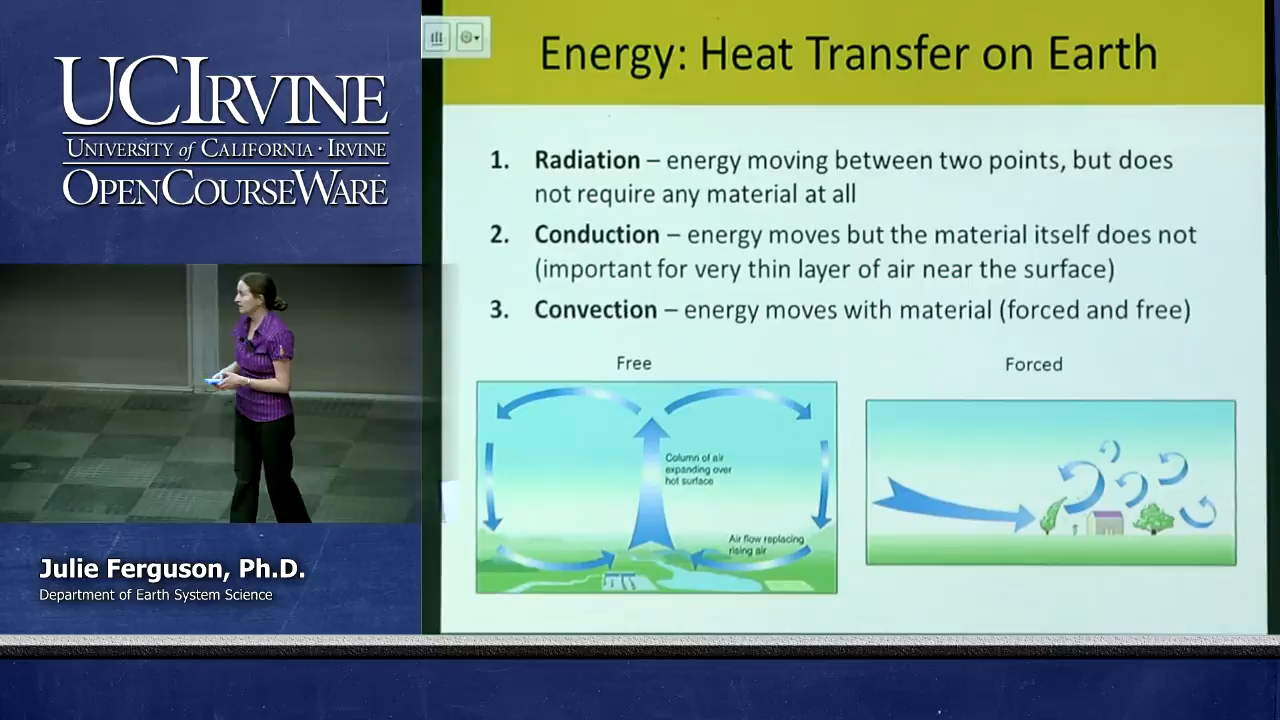 UCIRVINE
UNIVERSITY of CALIFORNIA · IRVINE
OPENCOURSEWARE
Julie Ferguson, Ph.D.
Department of Earth System Science
Energy: Heat Transfer on Earth
1. Radiation – energy moving between two points, but does
not require any material at all
2. Conduction – energy moves but the material itself does not
(important for very thin layer of air near the surface)
3. Convection – energy moves with material (forced and free)
Free
Forced
Column of air
expanding over
hot surface
Air flow replacing
rising air